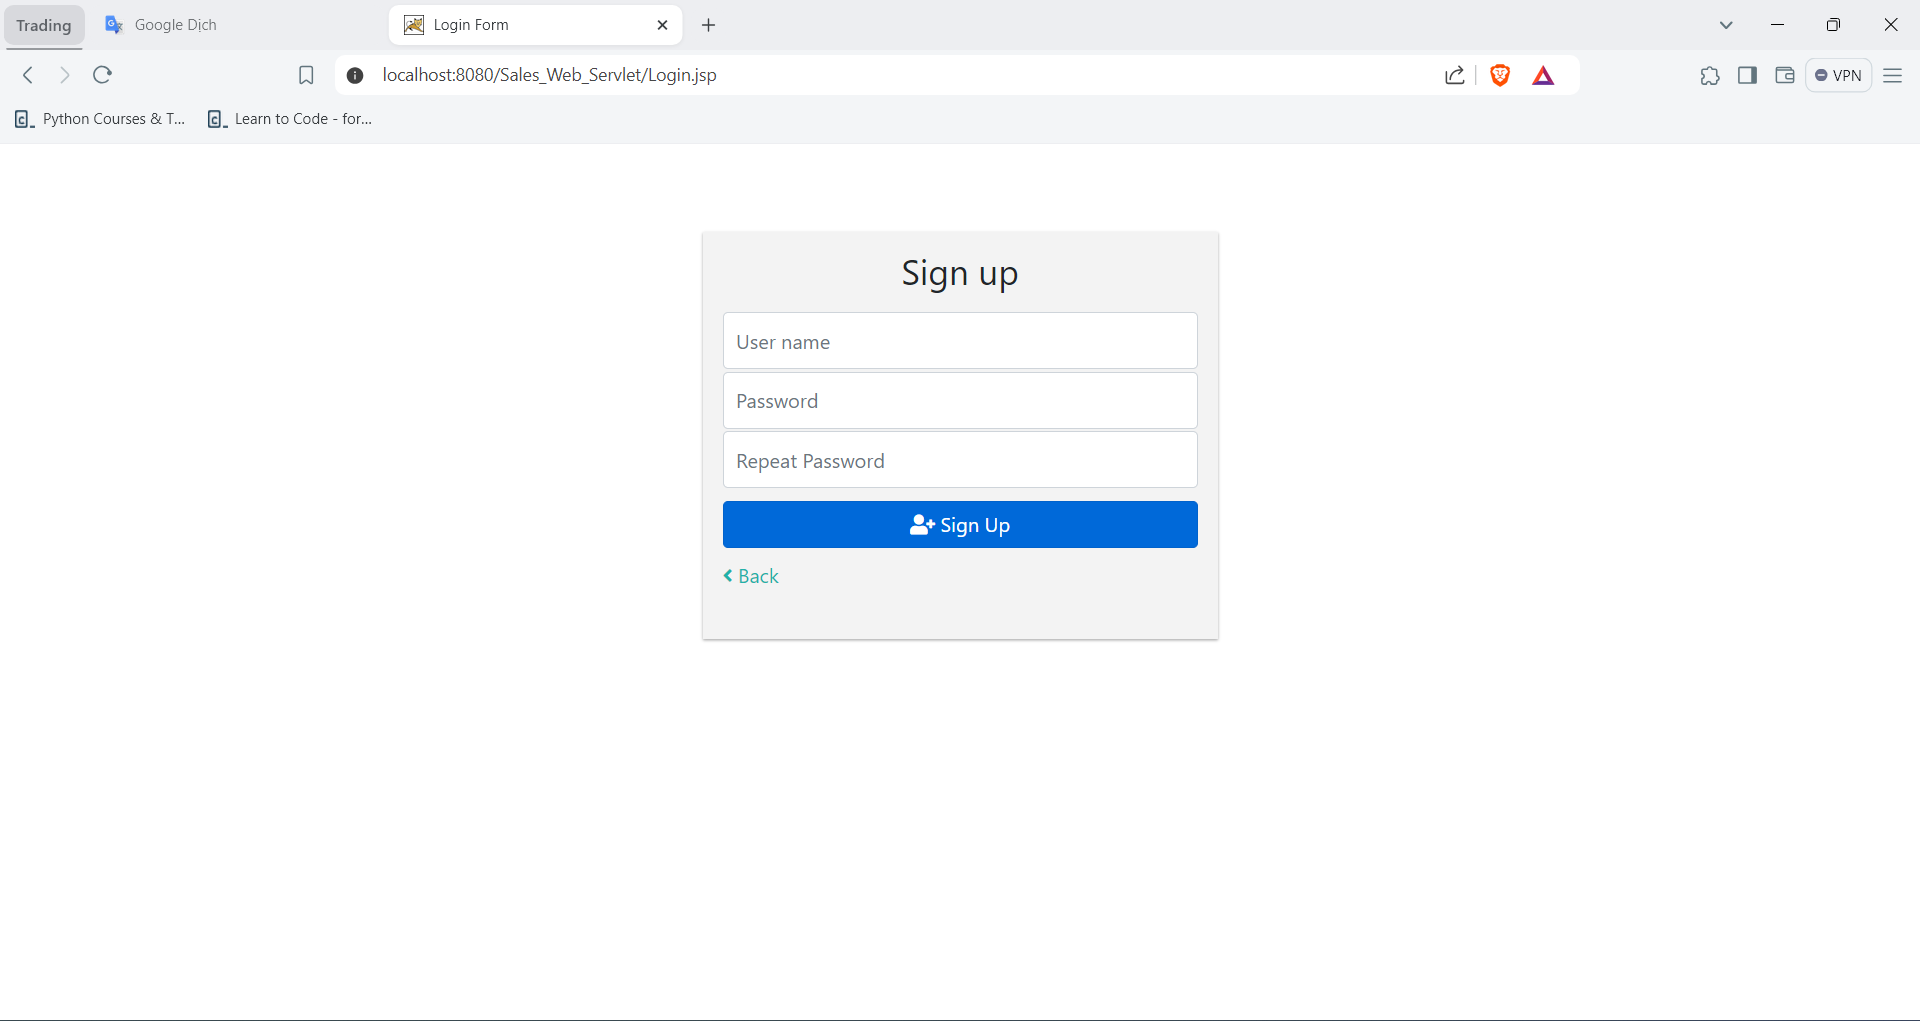 Trading
Google Dịch
Login Form
localhost:8080/Sales_Web_Servlet/Login.jsp
VPN
Python Courses & T...
Learn to Code - for...
Sign up
User name
Password
Repeat Password
Sign Up
Back